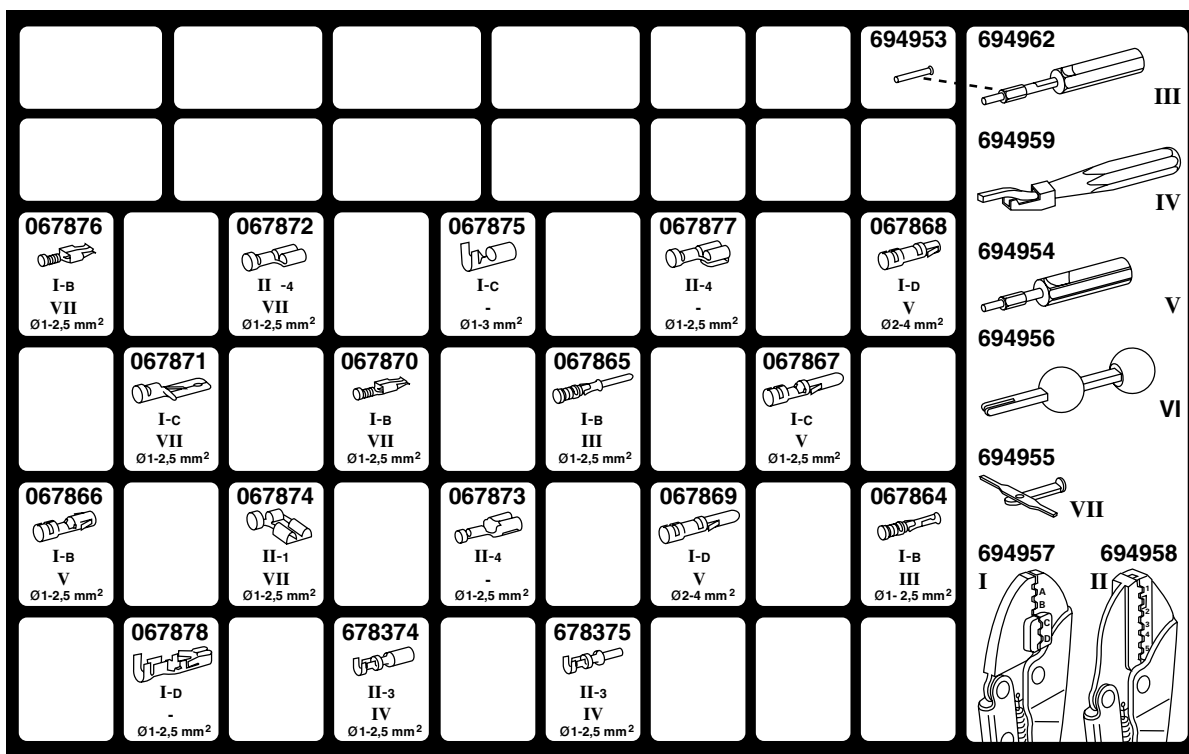 694953
694962
III
694959
IV
067876
I-B
VII
Ø1-2,5 mm²
067872
II -4
VII
Ø1-2,5 mm²
067875
I-C
-
Ø1-3 mm²
067877
II-4
-
Ø1-2,5 mm²
067868
I-D
V
Ø2-4 mm²
694954
V
067871
I-C
VII
Ø1-2,5 mm²
067870
I-B
VII
Ø1-2,5 mm²
067865
I-B
III
Ø1-2,5 mm²
067867
I-C
V
Ø1-2,5 mm²
694956
VI
694955
VII
067866
I-B
V
Ø1-2,5 mm²
067874
II-1
VII
Ø1-2,5 mm²
067873
II-4
-
Ø1-2,5 mm²
067869
I-D
V
Ø2-4 mm²
067864
I-B
III
Ø1- 2,5 mm²
694957
I
A
B
C
D
694958
II
1
2
3
4
5
067878
I-D
-
Ø1-2,5 mm²
678374
II-3
IV
Ø1-2,5 mm²
678375
II-3
IV
Ø1-2,5 mm²